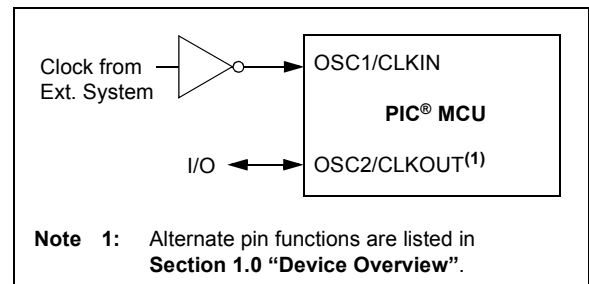 Clock from
Ext. System
OSC1/CLKIN
PIC® MCU
I/O
OSC2/CLKOUT(1)
Note 1: Alternate pin functions are listed in
Section 1.0 “Device Overview”.